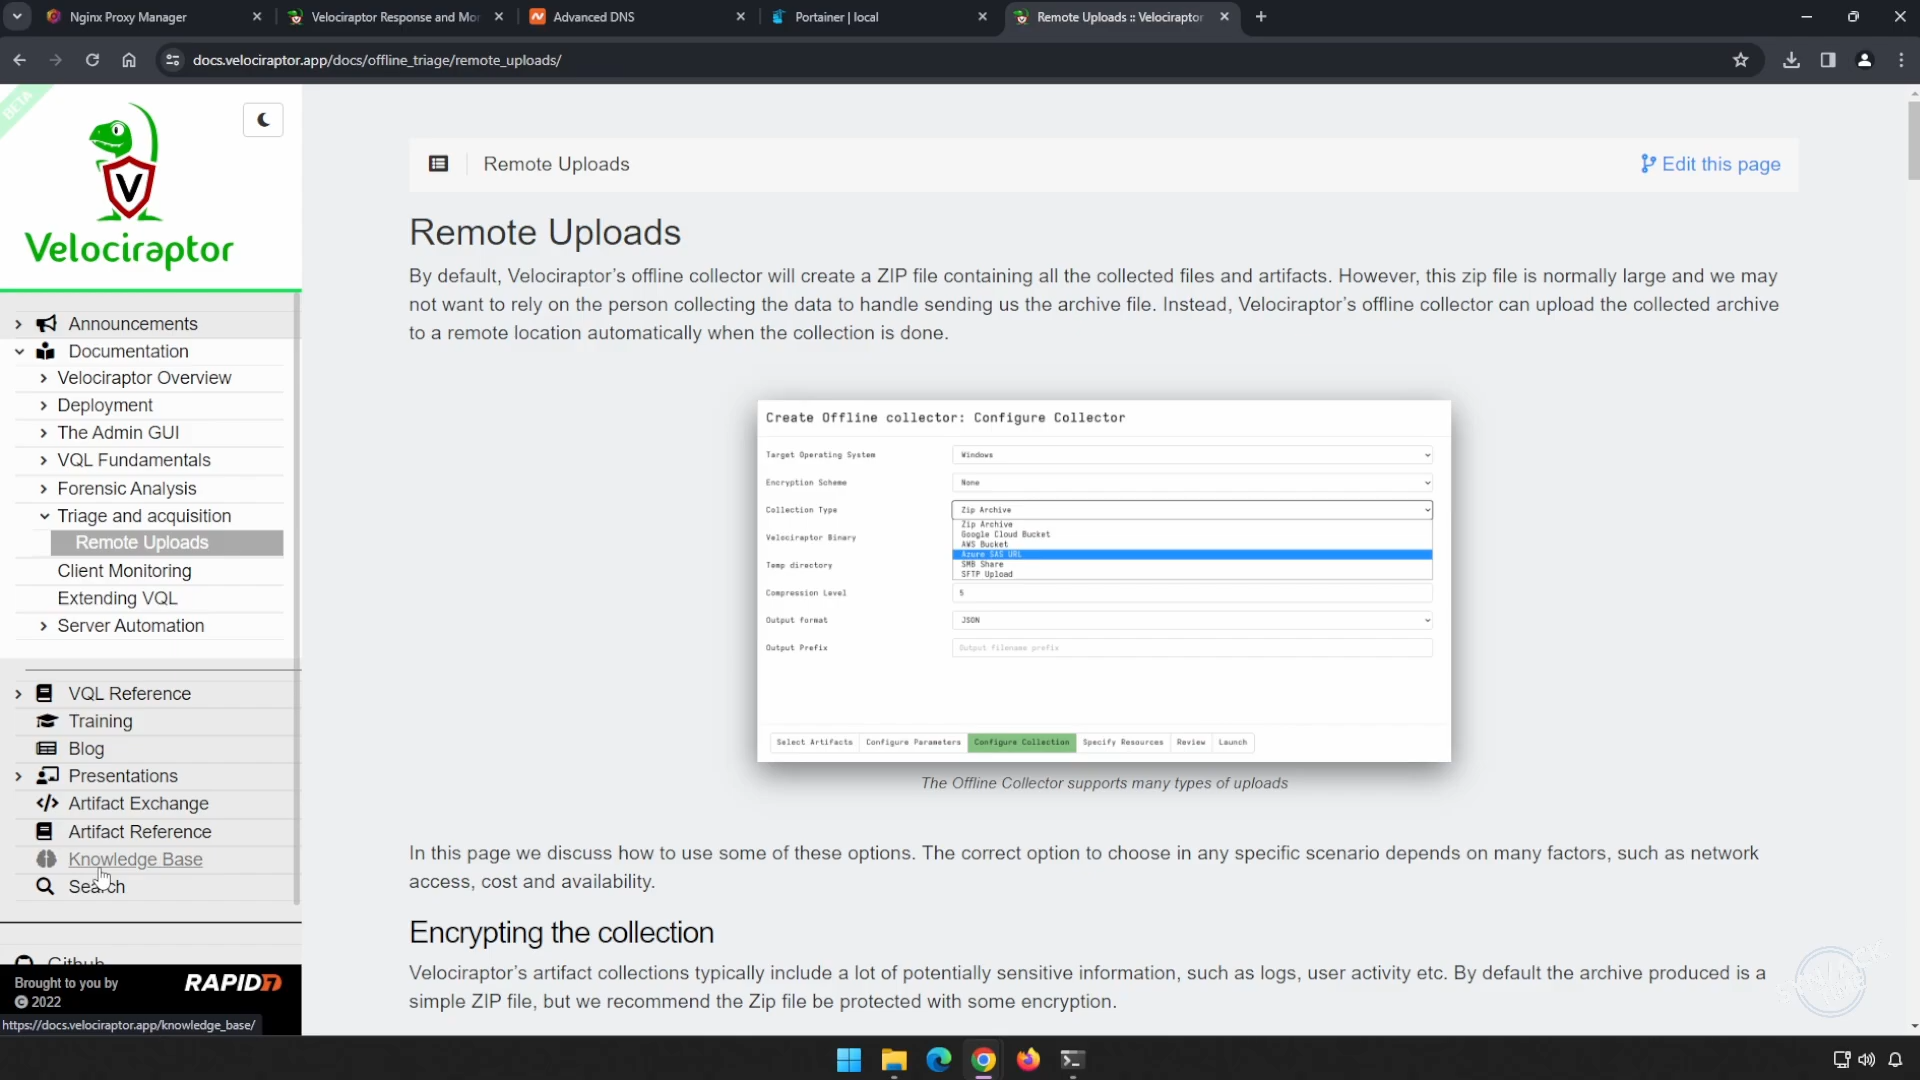 Nginx Proxy Manager
Velociraptor Response and Mor
Advanced DNS
Portainer | local
Remote Uploads :: Velociraptor
docs.velociraptor.app/docs/offline_triage/remote_uploads/
BETA
V
Velociraptor
Announcements
Documentation
Velociraptor Overview
Deployment
The Admin GUI
VQL Fundamentals
Forensic Analysis
Triage and acquisition
Remote Uploads
Client Monitoring
Extending VQL
Server Automation
VQL Reference
Training
Blog
Presentations
Artifact Exchange
Artifact Reference
Knowledge Base
Search
Github
Brought to you by
© 2022
RAPID7
https://docs.velociraptor.app/knowledge_base/
Remote Uploads
Edit this page
Remote Uploads
By default, Velociraptor’s offline collector will create a ZIP file containing all the collected files and artifacts. However, this zip file is normally large and we may
not want to rely on the person collecting the data to handle sending us the archive file. Instead, Velociraptor’s offline collector can upload the collected archive
to a remote location automatically when the collection is done.
Create Offline collector: Configure Collector
Target Operating System
Windows
Encryption Scheme
None
Collection Type
Zip Archive
Zip Archive
Google Cloud Bucket
AWS Bucket
Azure SAS URL
SMB Share
SFTP Upload
Velociraptor Binary
Temp directory
Compression Level
5
Output format
JSON
Output Prefix
Output filename prefix
Select Artifacts
Configure Parameters
Configure Collection
Specify Resources
Review
Launch
The Offline Collector supports many types of uploads
In this page we discuss how to use some of these options. The correct option to choose in any specific scenario depends on many factors, such as network
access, cost and availability.
Encrypting the collection
Velociraptor’s artifact collections typically include a lot of potentially sensitive information, such as logs, user activity etc. By default the archive produced is a
simple ZIP file, but we recommend the Zip file be protected with some encryption.